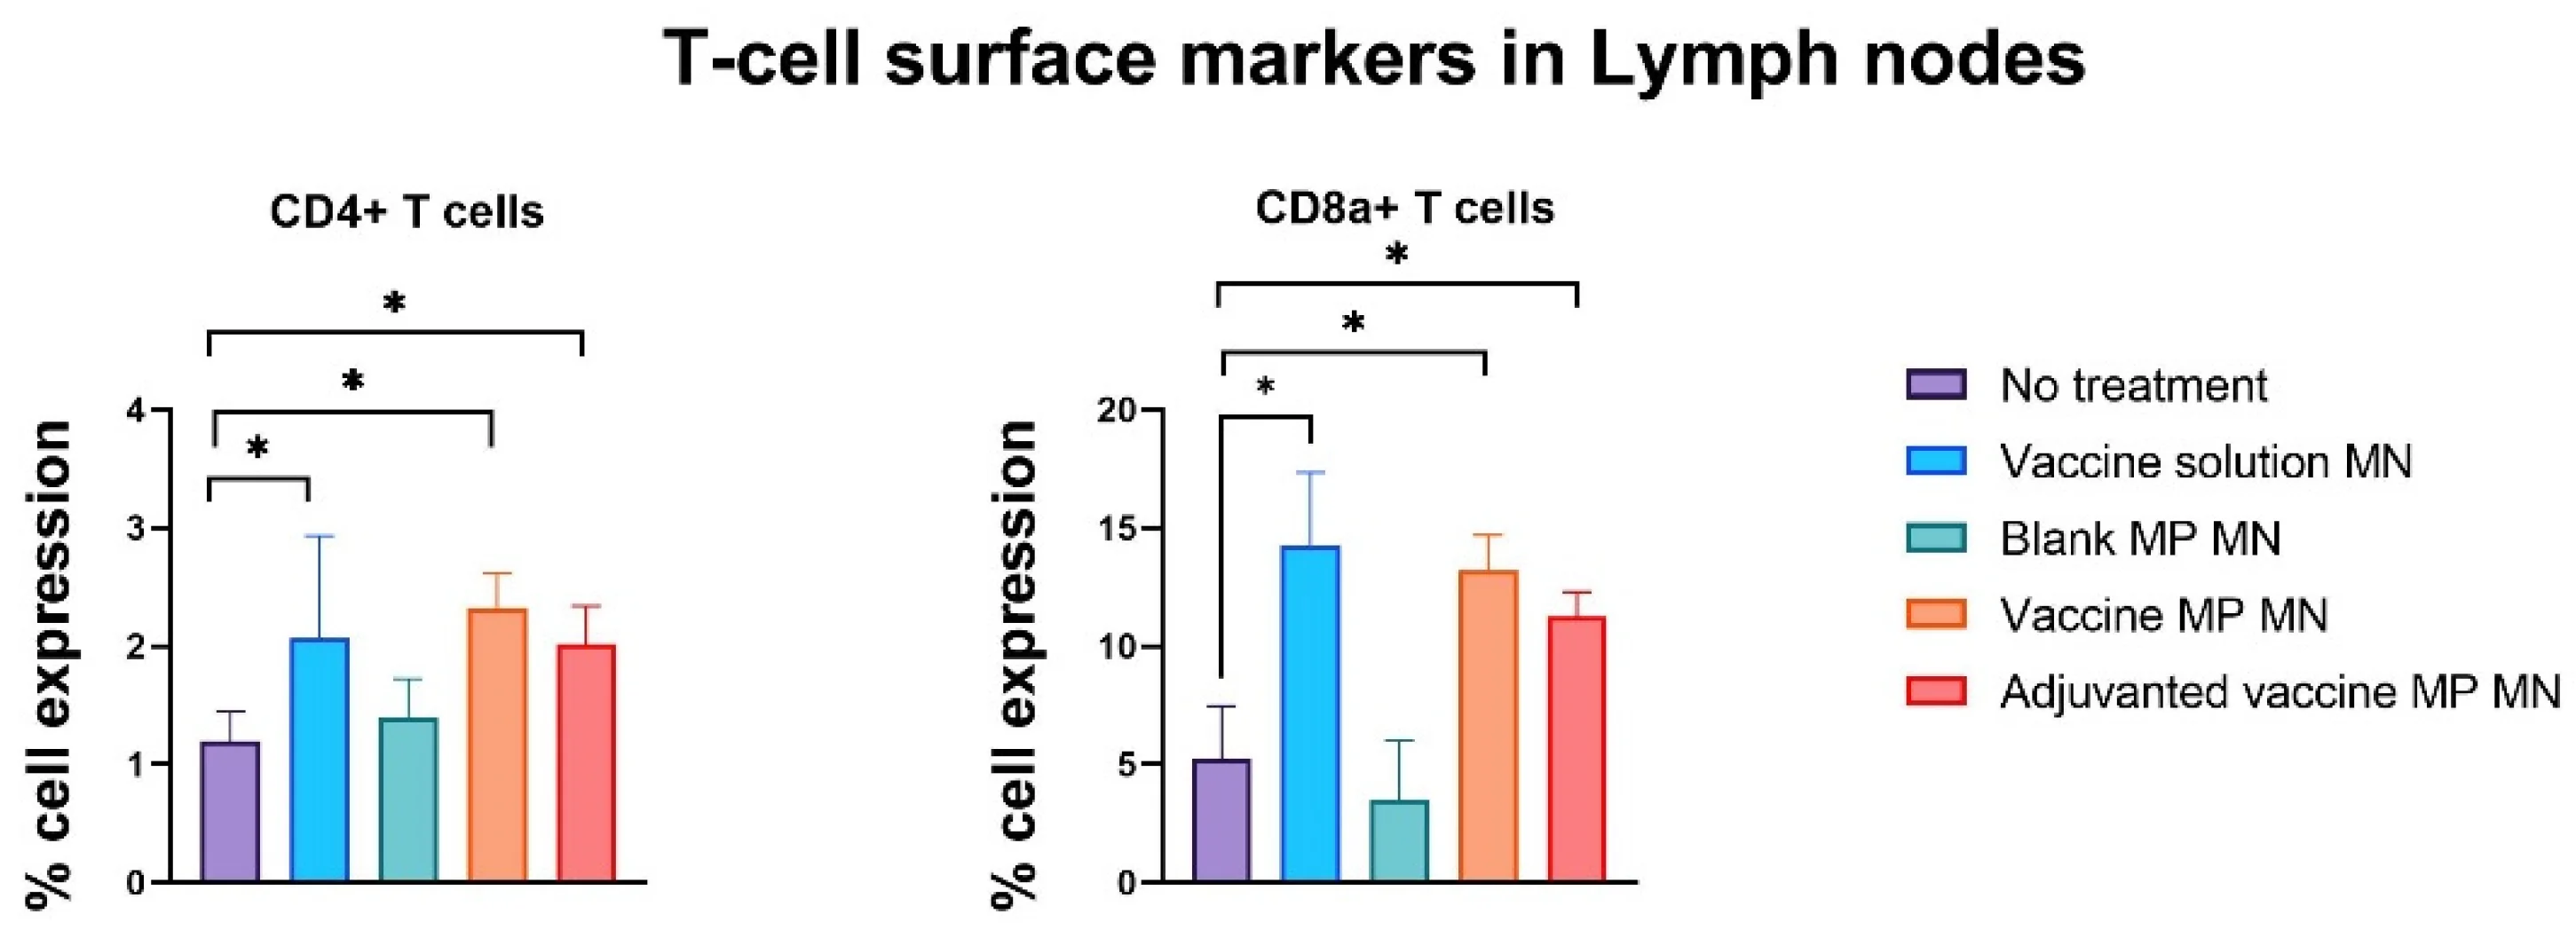 T-cell surface markers in Lymph nodes
CD4+ T cells
*
*
*
% cell expression
4
3
2
1
0
CD8a+ T cells
*
*
*
% cell expression
20
15
10
5
0
No treatment
Vaccine solution MN
Blank MP MN
Vaccine MP MN
Adjuvanted vaccine MP MN